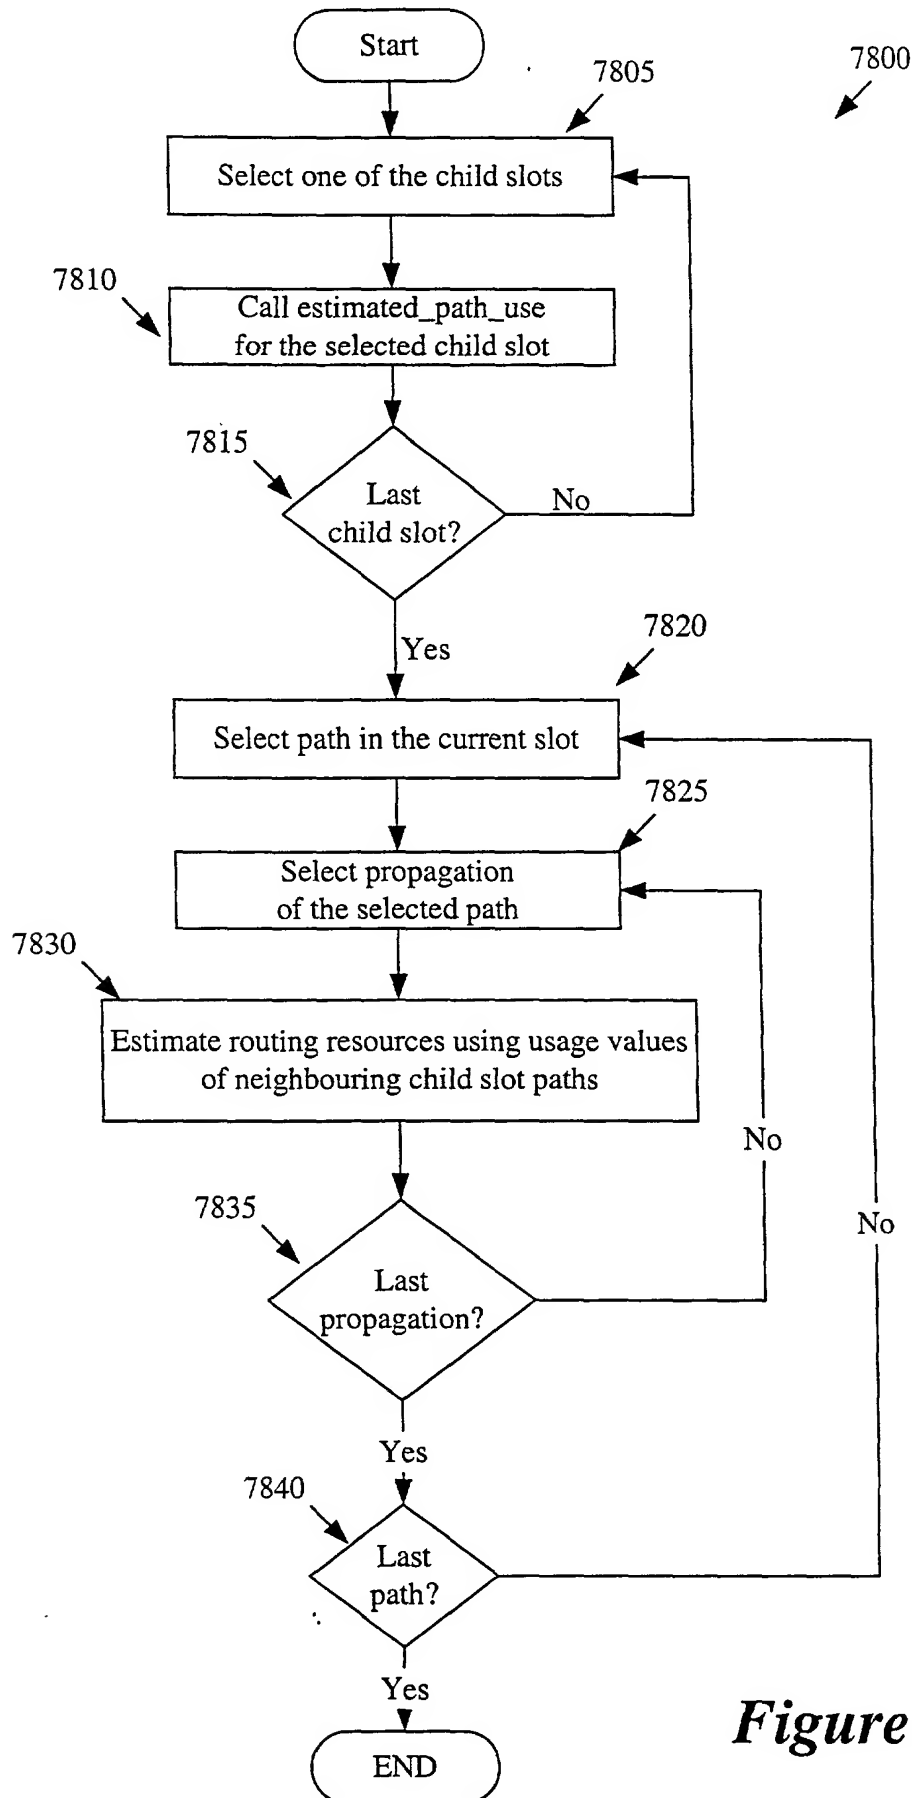 Start
7800
7805
Select one of the child slots
7810
Call estimated_path_use
for the selected child slot
7815
Last
child slot?
No
Yes
7820
Select path in the current slot
7825
Select propagation
of the selected path
7830
Estimate routing resources using usage values
of neighbouring child slot paths
No
7835
No
Last
propagation?
Yes
7840
Last
path?
Yes
Figure
END